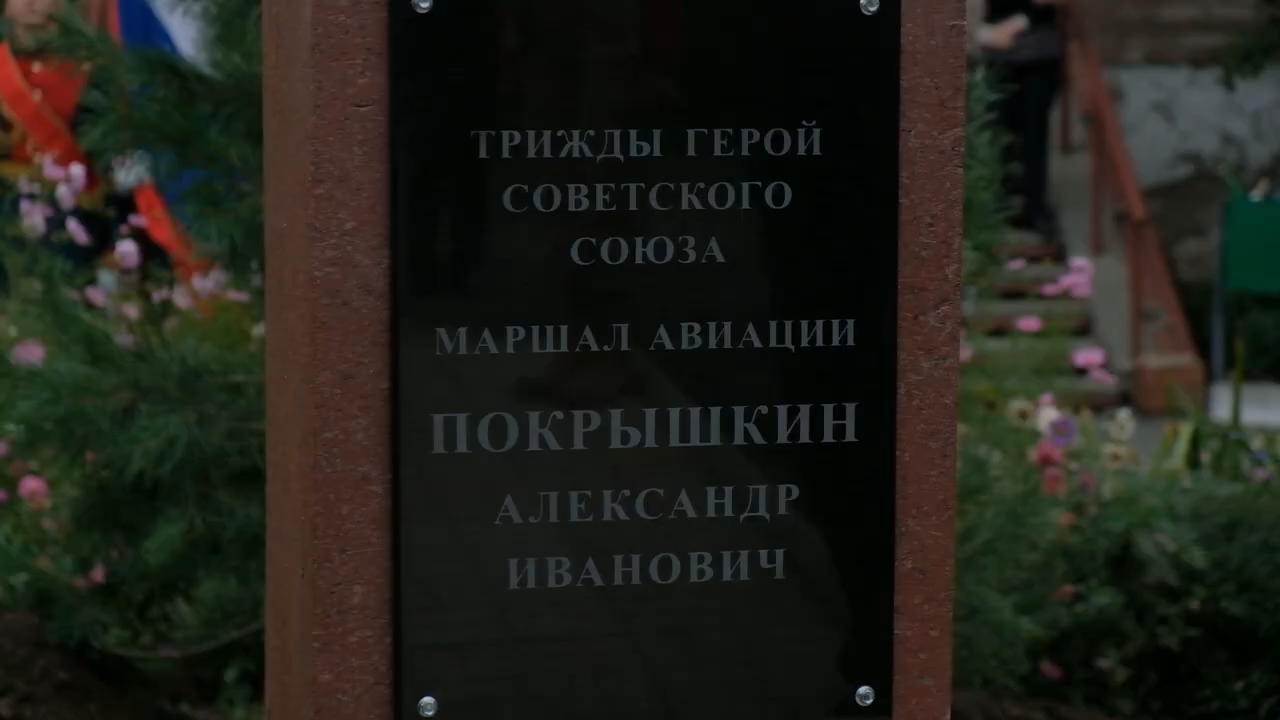 ТРИЖДЫ ГЕРОЙ
СОВЕТСКОГО
СОЮЗА
МАРШАЛ АВИАЦИИ
ПОКРЫШКИН
АЛЕКСАНДР
ИВАНОВИЧ